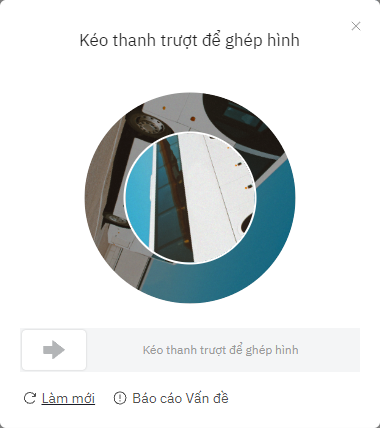 Kéo thanh trượt để ghép hình
Kéo thanh trượt để ghép hình
Làm mới
Báo cáo Vấn đề